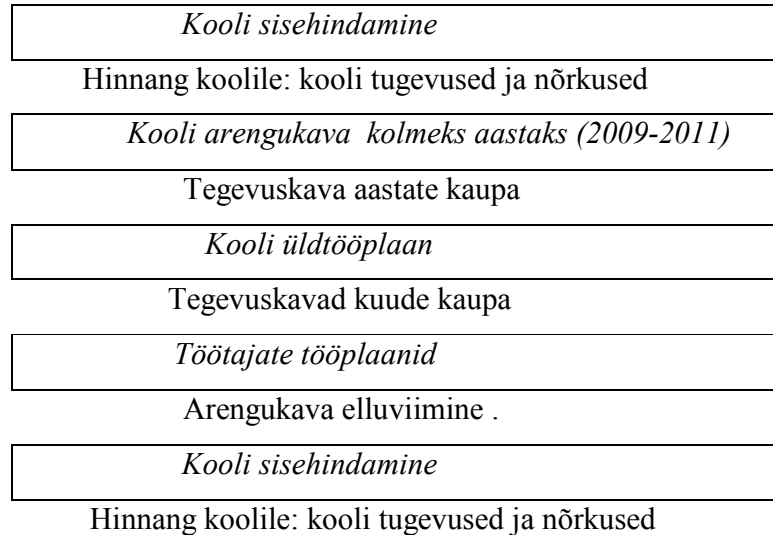 Kooli sisehindamine
Hinnang koolile: kooli tugevused ja nõrkused
Kooli arengukava kolmeks aastaks (2009-2011)
Tegevuskava aastate kaupa
Kooli üldtööplaan
Tegevuskavad kuude kaupa
Töötajate tööplaanid
Arengukava elluviimine .
Kooli sisehindamine
Hinnang koolile: kooli tugevused ja nõrkused